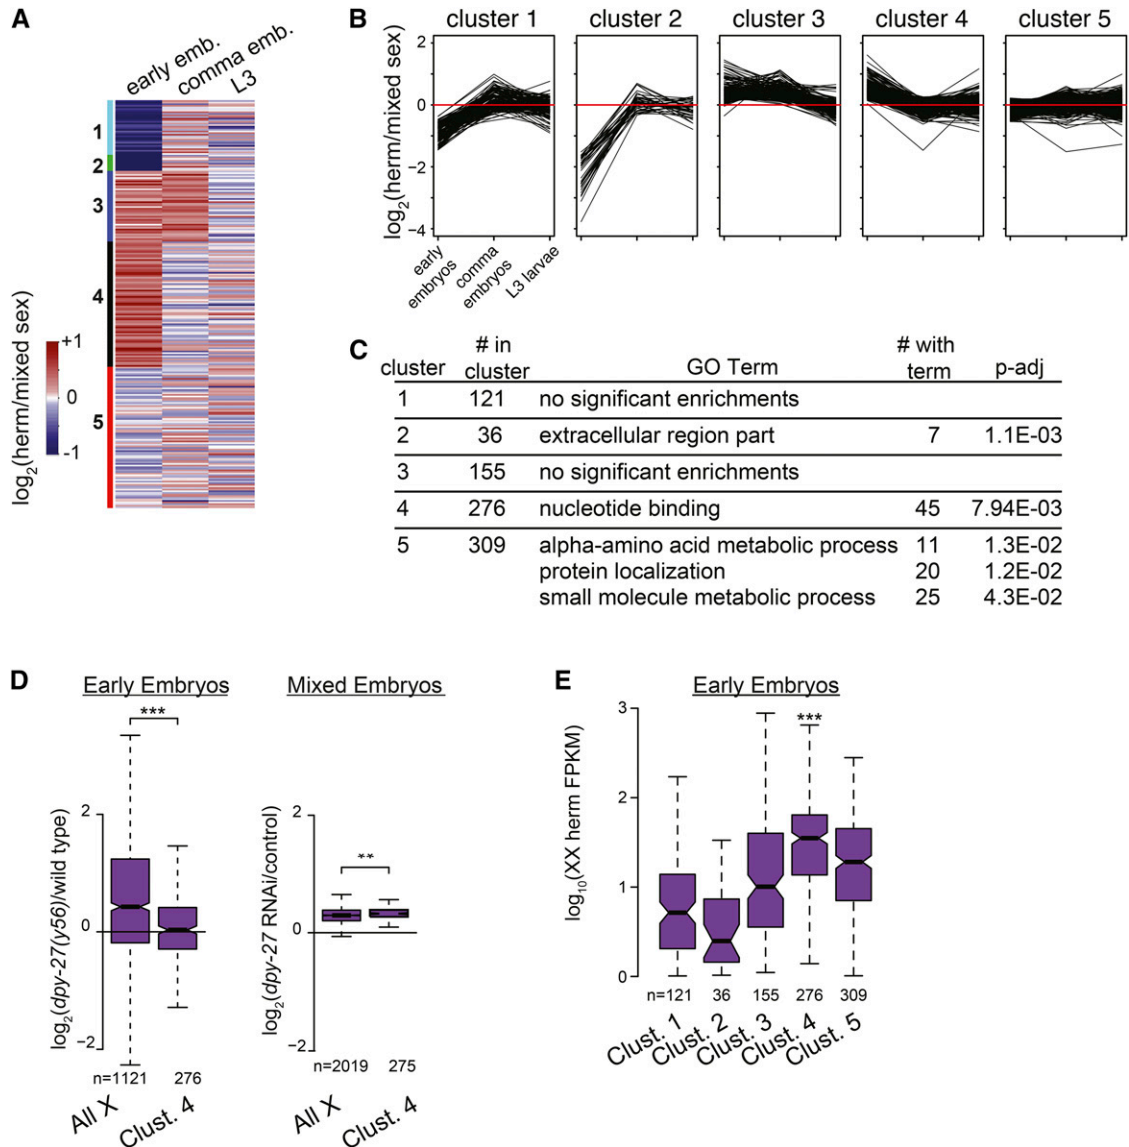 A
early emb.
comma emb.
L3
1
2
3
4
5
log2(herm/mixed sex)
+1
0
-1
B
cluster 1
cluster 2
cluster 3
cluster 4
cluster 5
log2(herm/mixed sex)
2
0
−2
−4
early
embryos
comma
embryos
L3 larvae
C
cluster # in cluster GO Term # with term p-adj
1 121 no significant enrichments
2 36 extracellular region part 7 1.1E-03
3 155 no significant enrichments
4 276 nucleotide binding 45 7.94E-03
5 309 alpha-amino acid metabolic process 11 1.3E-02
protein localization 20 1.2E-02
small molecule metabolic process 25 4.3E-02
D
Early Embryos
***
log2(dpy-27(y56)/wild type)
2
0
−2
n=1121 276
All X
Clust. 4
Mixed Embryos
**
log2(dpy-27 RNAi/control)
2
0
−2
n=2019 275
All X
Clust. 4
E
Early Embryos
***
log10(XX herm FPKM)
3
2
1
0
n=121 36 155 276 309
Clust. 1
Clust. 2
Clust. 3
Clust. 4
Clust. 5